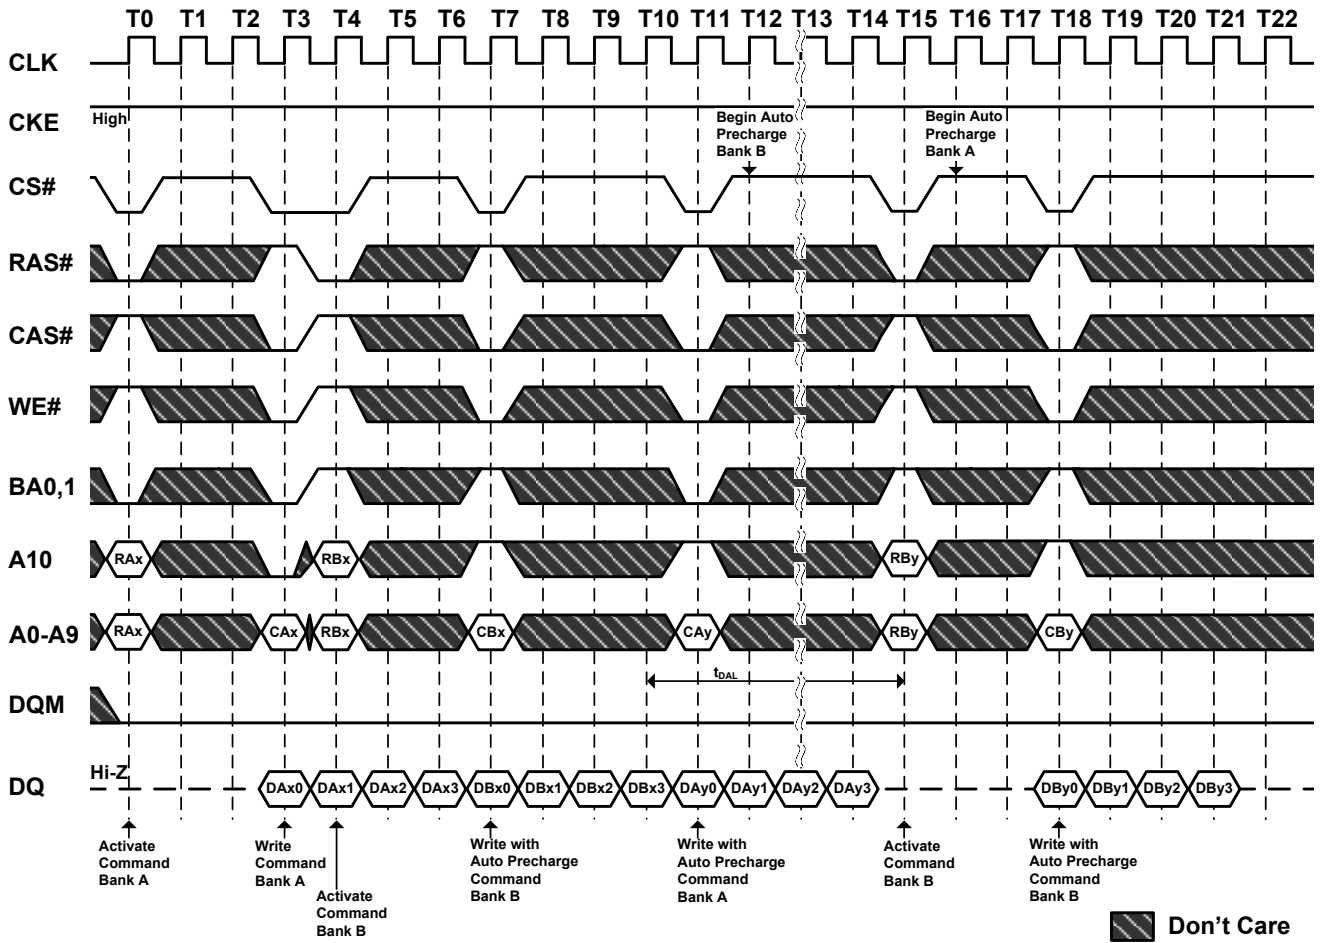 T0 T1 T2 T3 T4 T5 T6 T7 T8 T9 T10 T11 T12 T13 T14 T15 T16 T17 T18 T19 T20 T21 T22
CLK
CKE
High
Begin Auto
Precharge
Bank B
Begin Auto
Precharge
Bank A
CS#
RAS#
CAS#
WE#
BA0,1
A10
RAx RBx RBy
A0-A9
RAx CAx RBx CBx CAy RBy CBy
tDAL
DQM
DQ
Hi-Z
DAx0 DAx1 DAx2 DAx3 DBx0 DBx1 DBx2 DBx3 DAy0 DAy1 DAy2 DAy3 DBy0 DBy1 DBy2 DBy3
Activate
Command
Bank A
Write
Command
Bank A
Activate
Command
Bank B
Write with
Auto Precharge
Command
Bank B
Write with
Auto Precharge
Command
Bank A
Activate
Command
Bank B
Write with
Auto Precharge
Command
Bank B
Don't Care